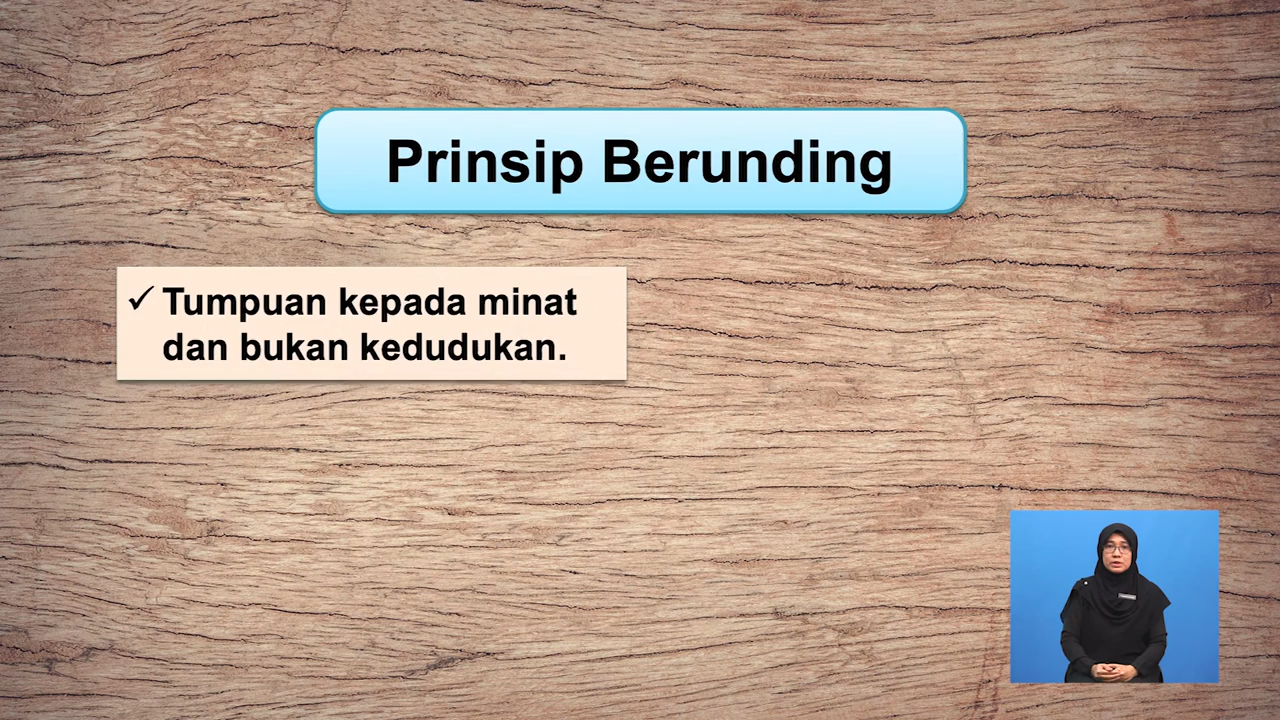 Prinsip Berunding
✓ Tumpuan kepada minat
dan bukan kedudukan.